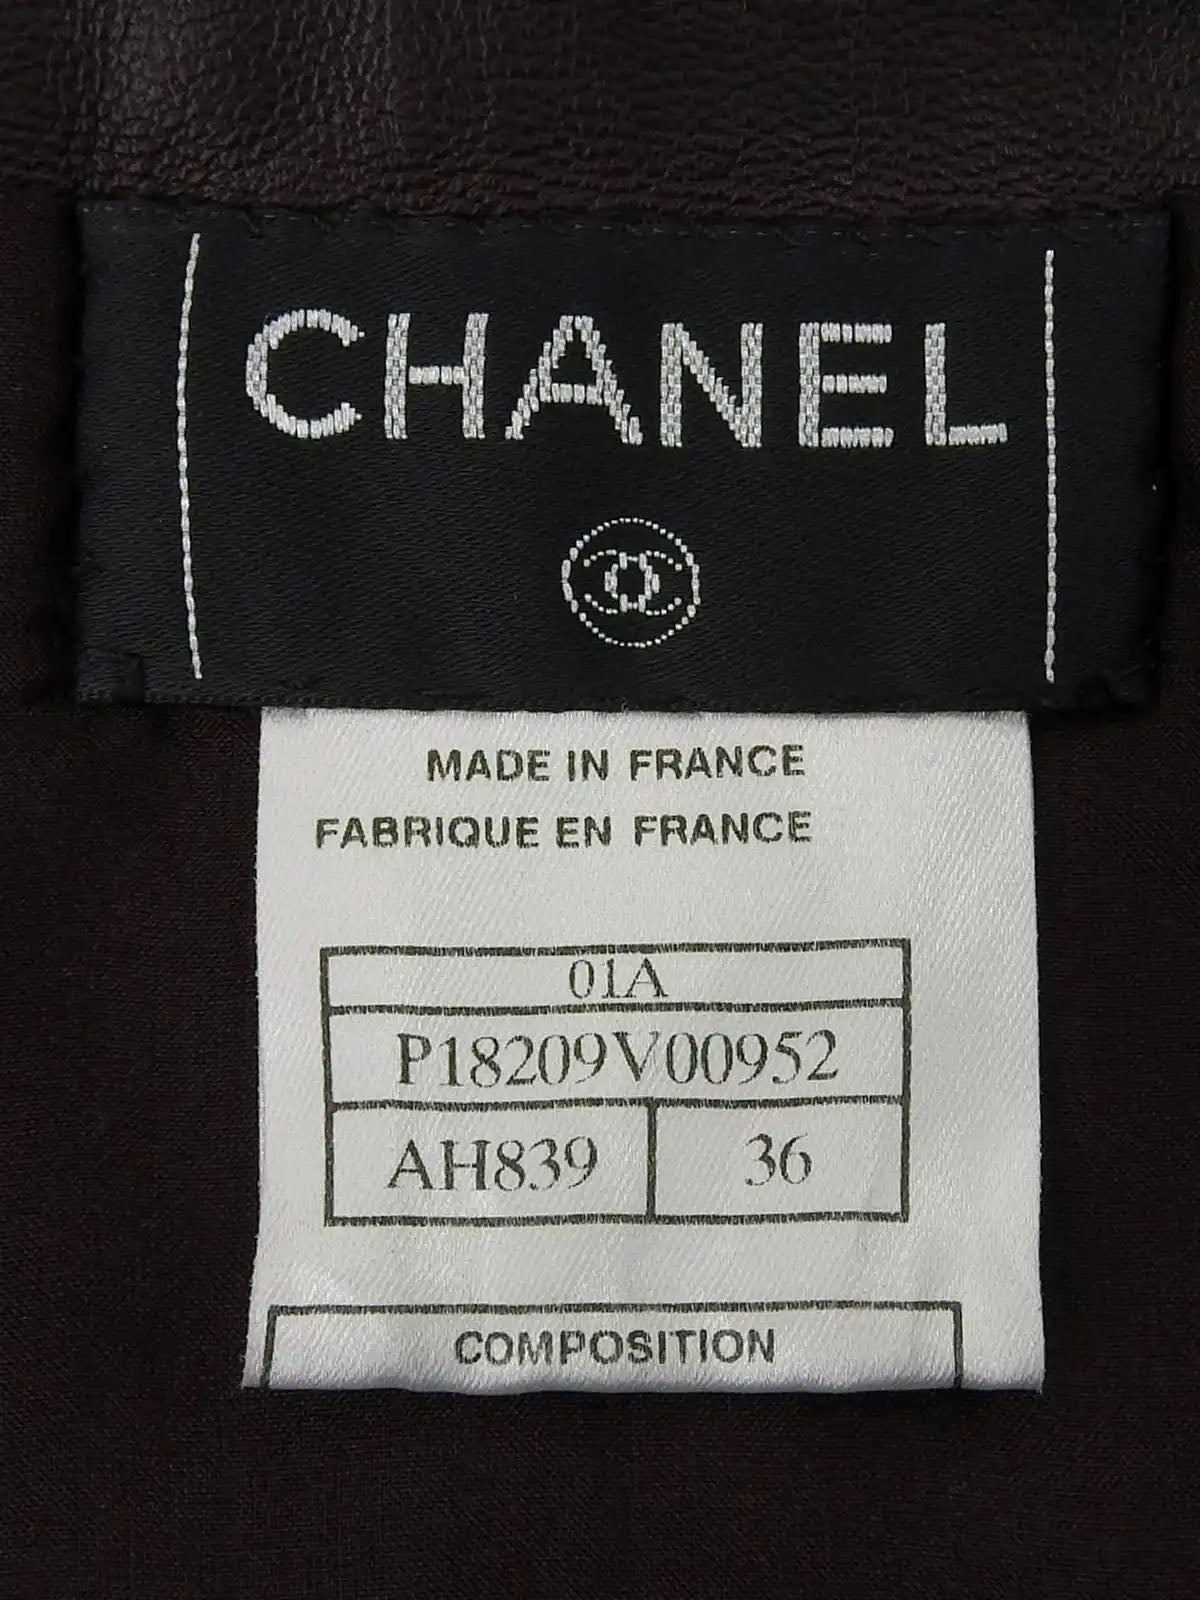 CHANEL
MADE IN FRANCE
FABRIQUE EN FRANCE
01A
P18209V00952
AH839 36
COMPOSITION